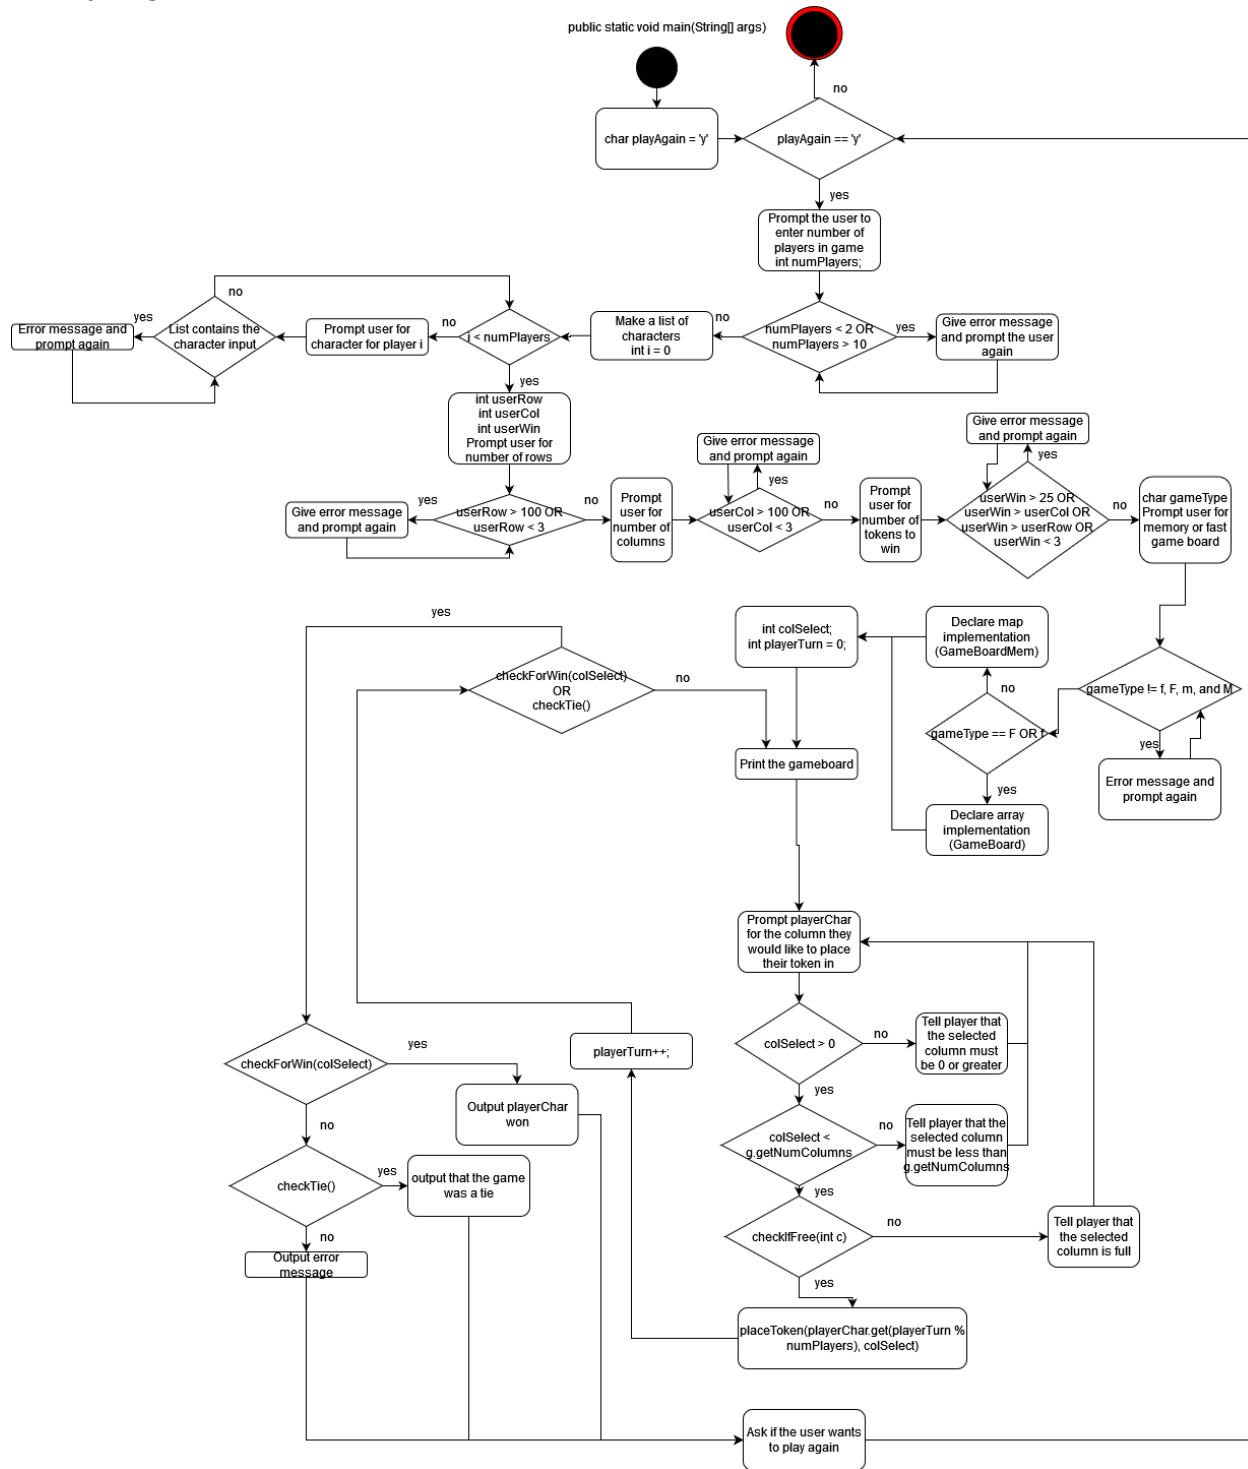 public static void main(String[] args)
no
char playAgain = 'y'
playAgain == 'y'
yes
Prompt the user to
enter number of
players in game
int numPlayers;
no
yes
Error message and
prompt again
List contains the
character input
Prompt user for
character for player i
no
i < numPlayers
yes
Make a list of
characters
int i = 0
no
numPlayers < 2 OR
numPlayers > 10
yes
Give error message
and prompt the user
again
int userRow
int userCol
int userWin
Prompt user for
number of rows
Give error message
and prompt again
yes
userRow > 100 OR
userRow < 3
no
Prompt
user for
number of
columns
Give error message
and prompt again
yes
userCol > 100 OR
userCol < 3
no
Prompt
user for
number of
tokens to
win
Give error message
and prompt again
yes
userWin > 25 OR
userWin > userCol OR
userWin > userRow OR
userWin < 3
no
char gameType
Prompt user for
memory or fast
game board
yes
checkForWin(colSelect)
OR
checkTie()
no
int colSelect;
int playerTurn = 0;
Declare map
implementation
(GameBoardMem)
no
gameType == F OR f
yes
Declare array
implementation
(GameBoard)
gameType != f, F, m, and M
yes
Error message and
prompt again
Print the gameboard
Prompt playerChar
for the column they
would like to place
their token in
colSelect > 0
no
Tell player that
the selected
column must
be 0 or greater
yes
colSelect <
g.getNumColumns
no
Tell player that the
selected column
must be less than
g.getNumColumns
yes
checkIfFree(int c)
no
Tell player that
the selected
column is full
yes
placeToken(playerChar.get(playerTurn %
numPlayers), colSelect)
playerTurn++;
checkForWin(colSelect)
yes
Output playerChar
won
no
checkTie()
yes
output that the game
was a tie
no
Output error
message
Ask if the user wants
to play again